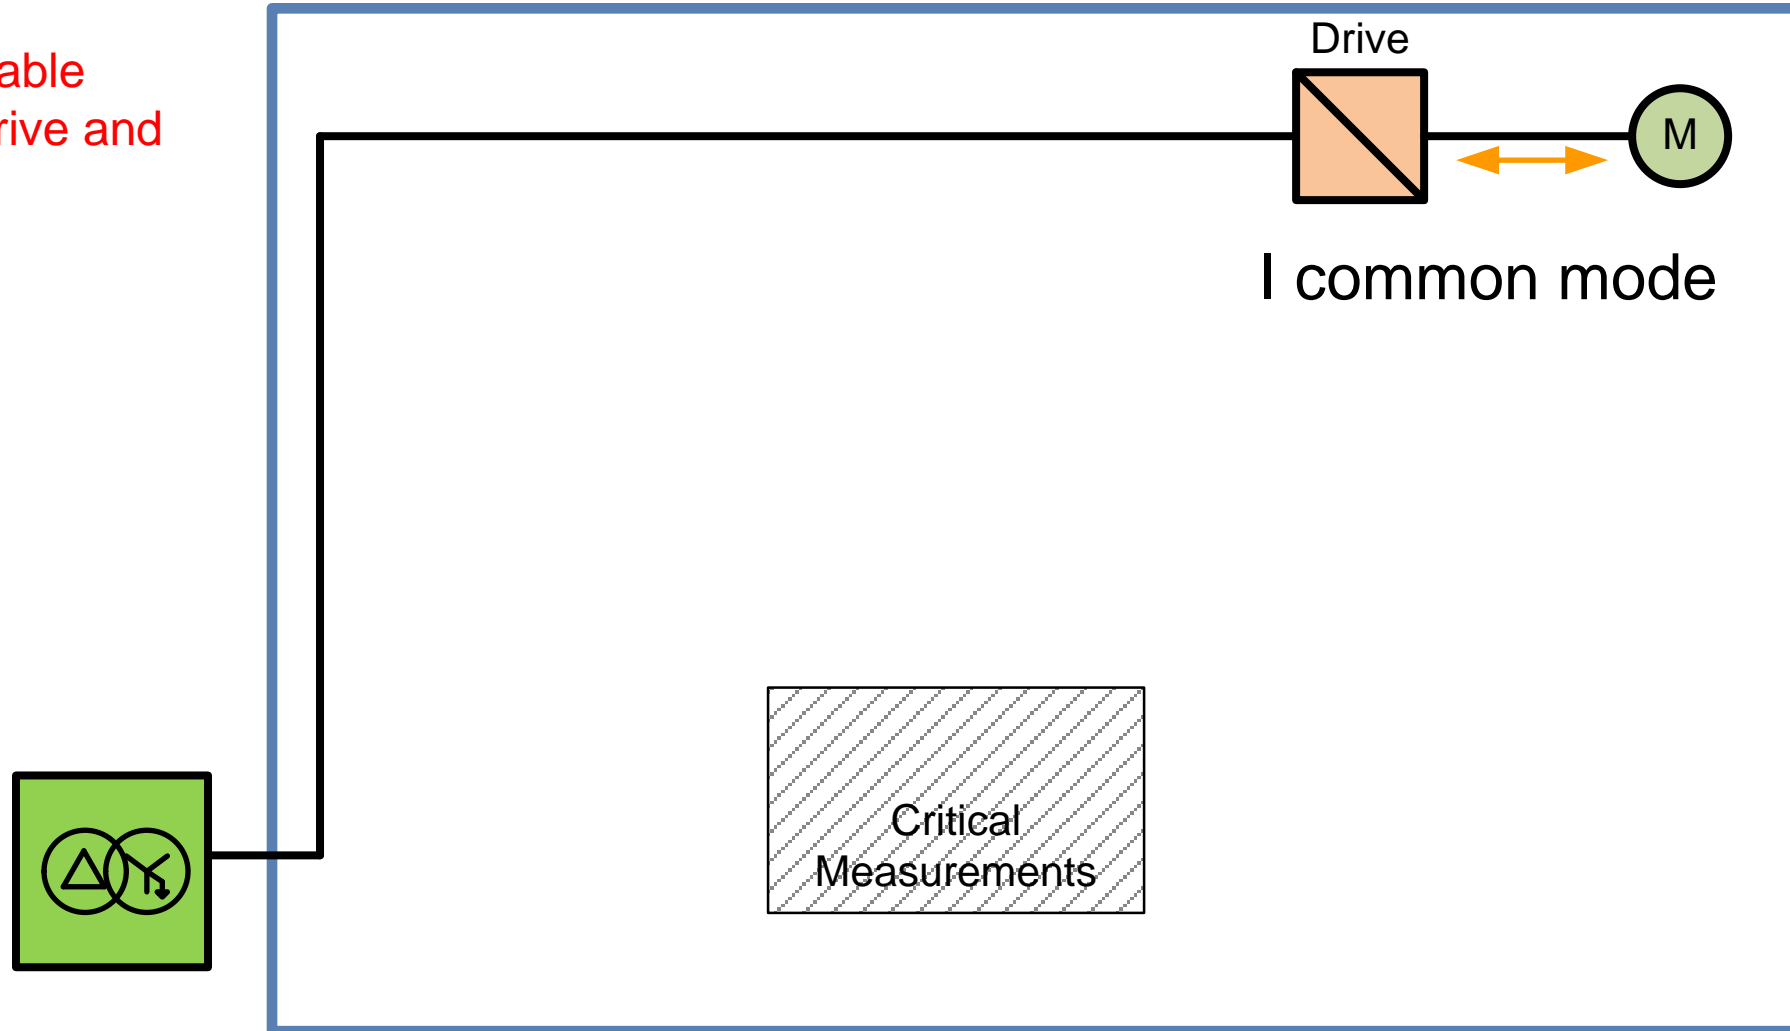 able
rive and
Drive
M
I common mode
Critical
Measurements